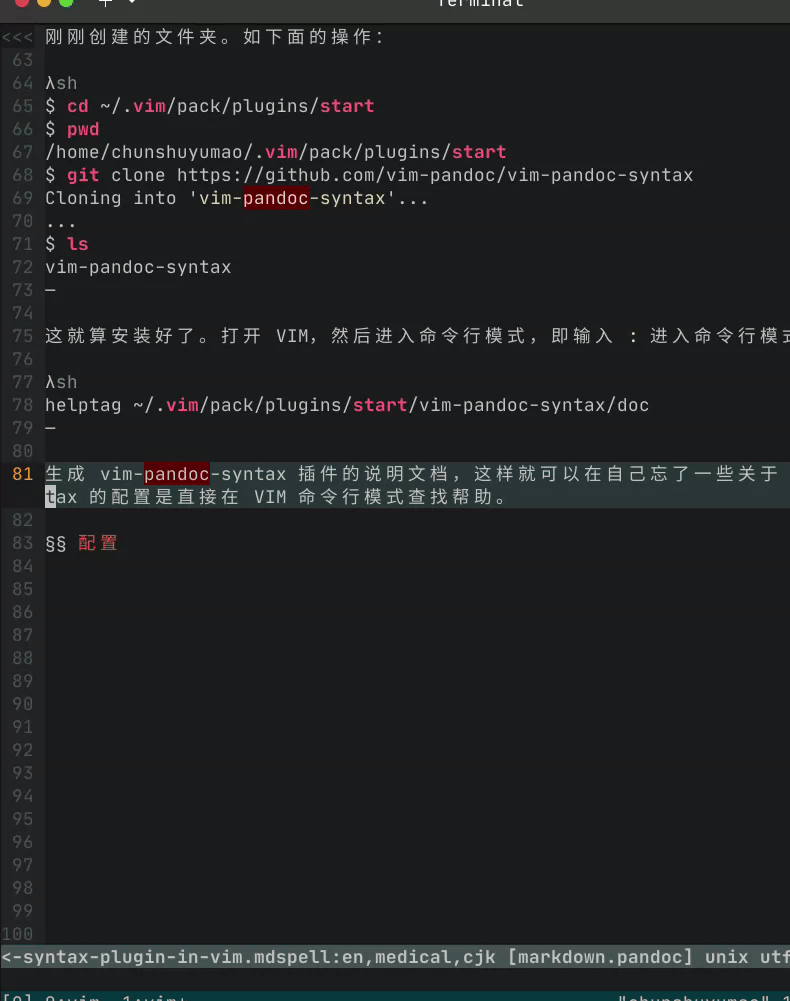 Terminal
<<< 刚刚创建的文件夹。如下面的操作：
63
64 λsh
65 $ cd ~/.vim/pack/plugins/start
66 $ pwd
67 /home/chunshuyumao/.vim/pack/plugins/start
68 $ git clone https://github.com/vim-pandoc/vim-pandoc-syntax
69 Cloning into 'vim-pandoc-syntax'...
70 ...
71 $ ls
72 vim-pandoc-syntax
73 —
74
75 这就算安装好了。打开 VIM，然后进入命令行模式，即输入 : 进入命令行模式
76
77 λsh
78 helptag ~/.vim/pack/plugins/start/vim-pandoc-syntax/doc
79 —
80
81 生成 vim-pandoc-syntax 插件的说明文档，这样就可以在自己忘了一些关于
tax 的配置是直接在 VIM 命令行模式查找帮助。
82
83 §§ 配置
84
85
86
87
88
89
90
91
92
93
94
95
96
97
98
99
100
<-syntax-plugin-in-vim.mdspell:en,medical,cjk [markdown.pandoc] unix utf
[0] 0:vim- 1:vim* "chunshuyumao" 1